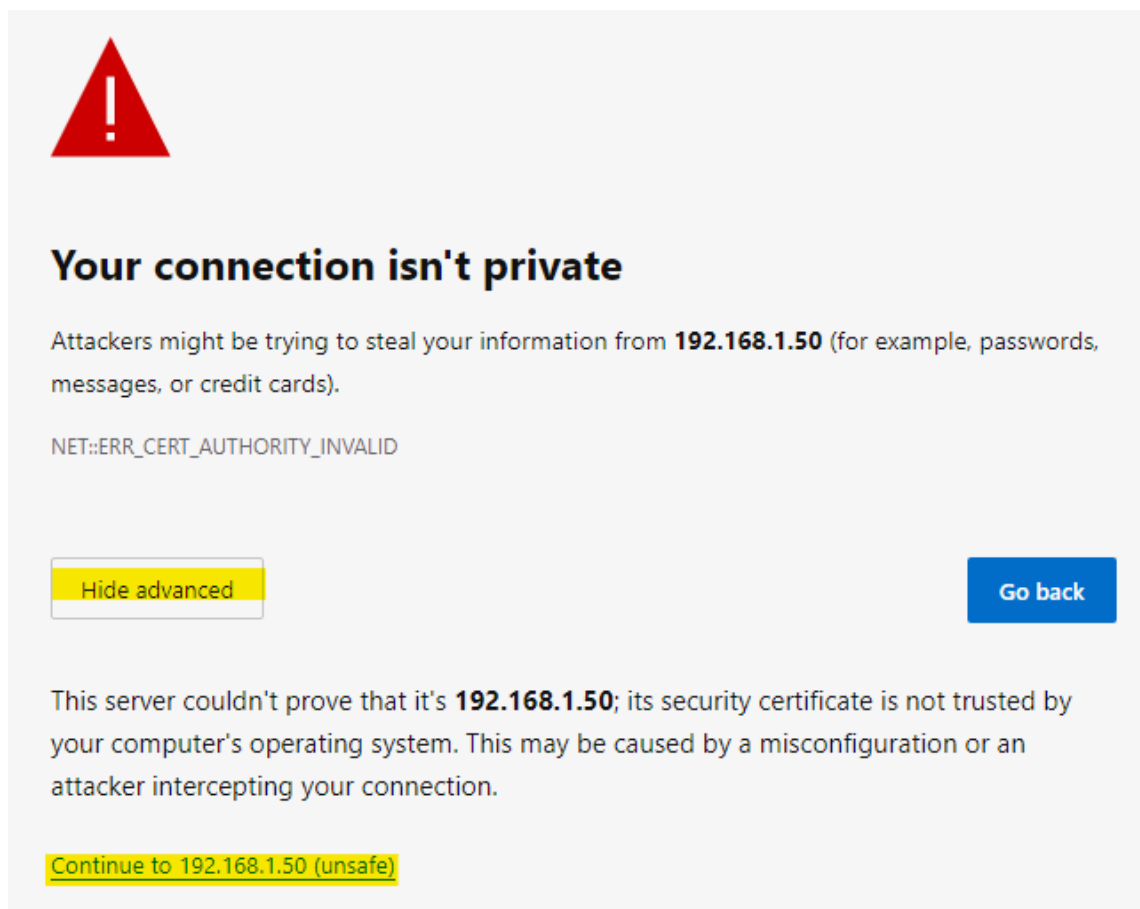 !
Your connection isn't private
Attackers might be trying to steal your information from 192.168.1.50 (for example, passwords,
messages, or credit cards).
NET::ERR_CERT_AUTHORITY_INVALID
Hide advanced
Go back
This server couldn't prove that it's 192.168.1.50; its security certificate is not trusted by
your computer's operating system. This may be caused by a misconfiguration or an
attacker intercepting your connection.
Continue to 192.168.1.50 (unsafe)